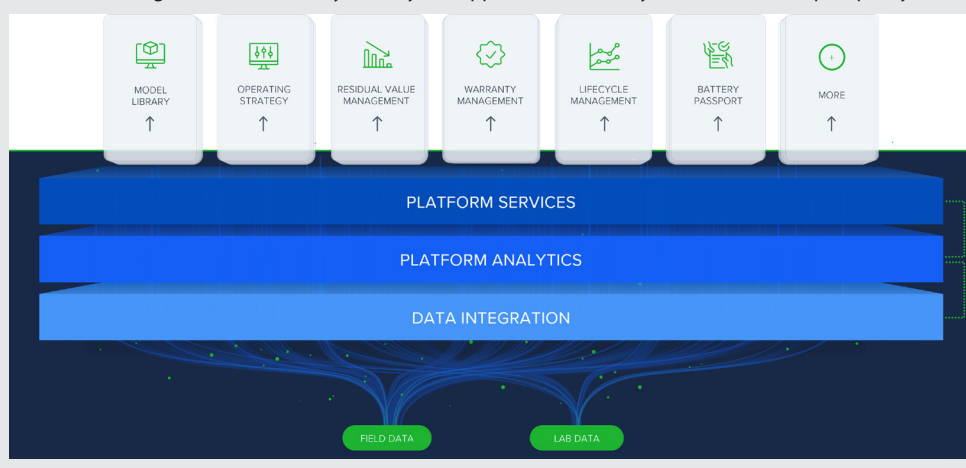 MODEL
LIBRARY
OPERATING
STRATEGY
RESIDUAL VALUE
MANAGEMENT
WARRANTY
MANAGEMENT
LIFECYCLE
MANAGEMENT
BATTERY
PASSPORT
MORE
PLATFORM SERVICES
PLATFORM ANALYTICS
DATA INTEGRATION
FIELD DATA
LAB DATA